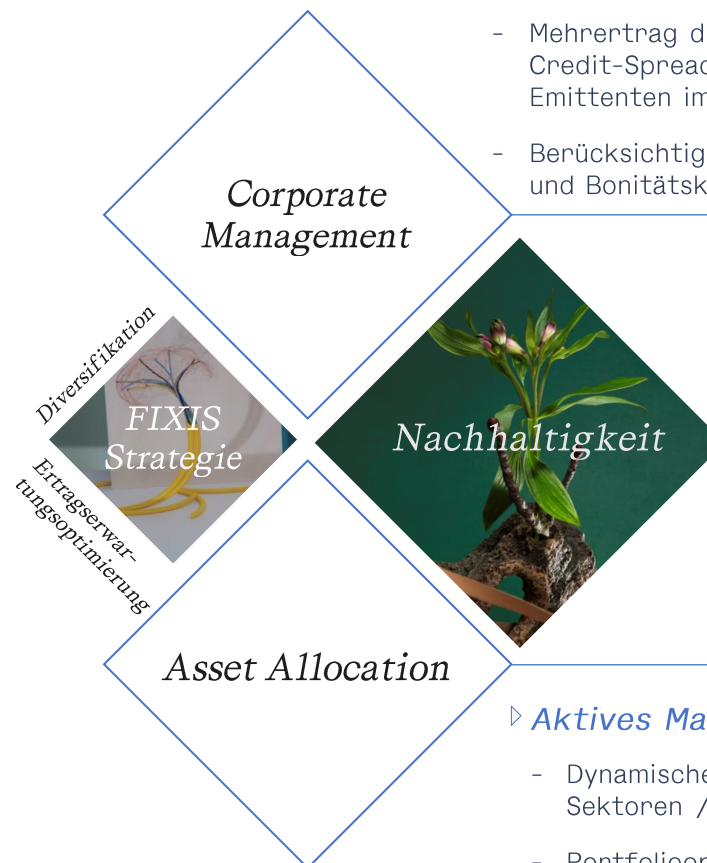 - Mehrertrag d
Credit-Spread
Emittenten im
- Berücksichtig
und Bonitätsk
Corporate
Management
Diversifikation
FIXIS
Strategie
Ertragserwar-
tungsoptimierung
Nachhaltigkeit
Asset Allocation
Aktives Ma
- Dynamische
Sektoren /